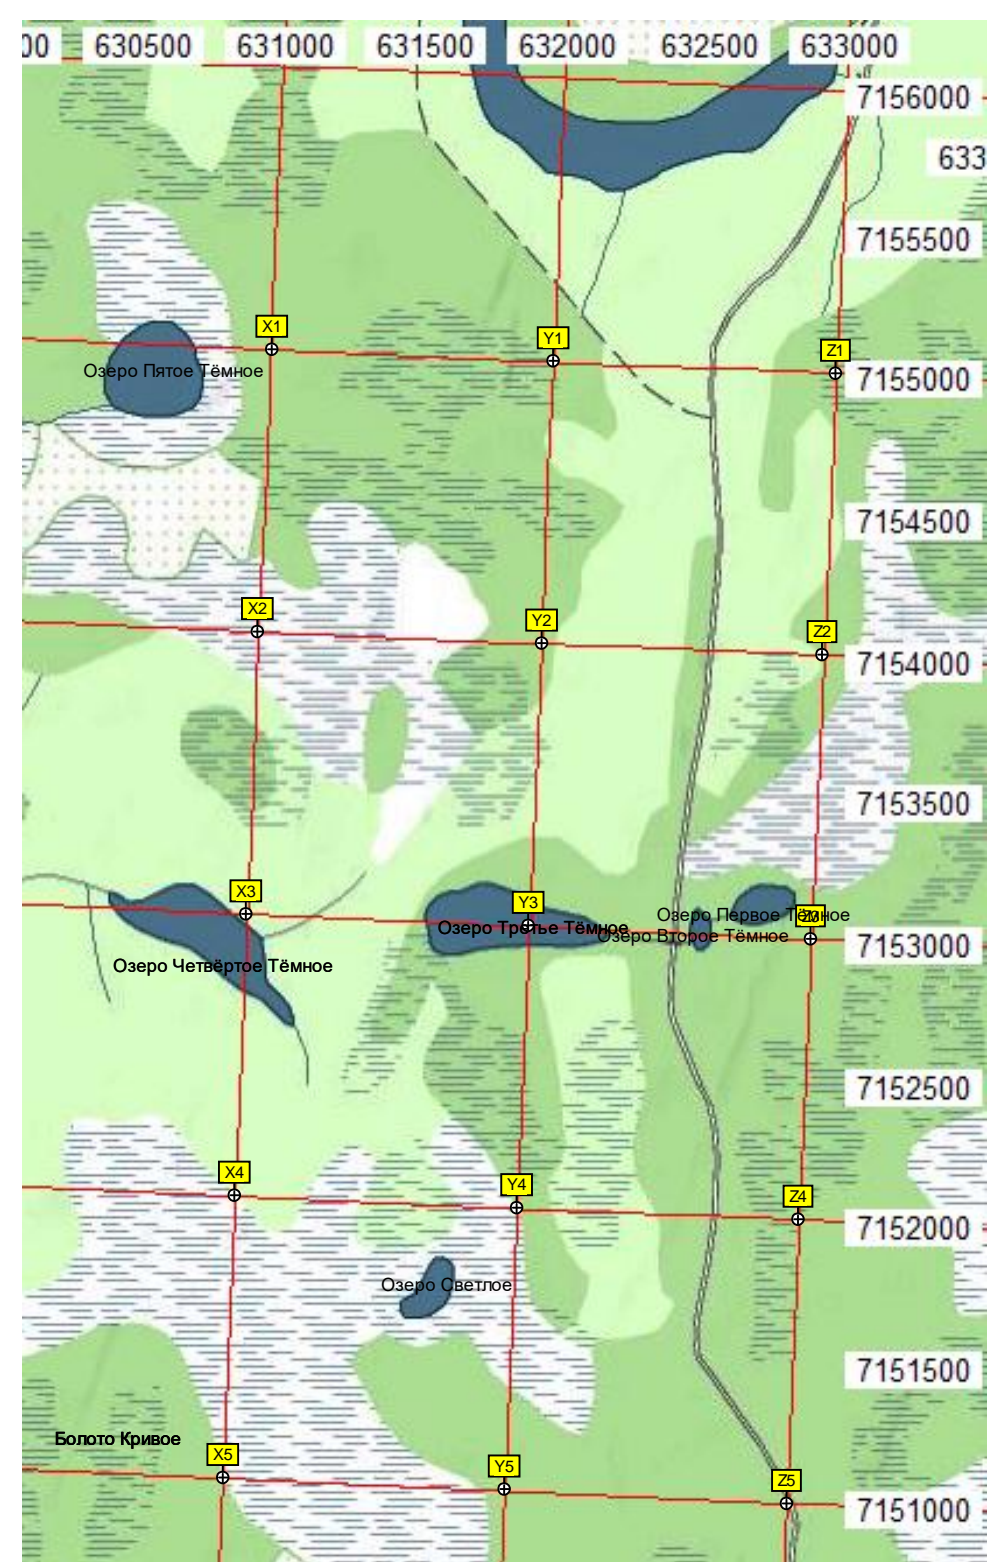 00 630500 631000 631500 632000 632500 633000
7156000
633
7155500
X1
Y1
Z1
Озеро Пятое Тёмное
7155000
7154500
X2
Y2
Z2
7154000
7153500
X3
Y3
Озеро Первое Тёмное
Z3
Озеро Третье Тёмное
Озеро Второе Тёмное
7153000
Озеро Четвёртое Тёмное
7152500
X4
Y4
Z4
7152000
Озеро Светлое
7151500
Болото Кривое
X5
Y5
Z5
7151000